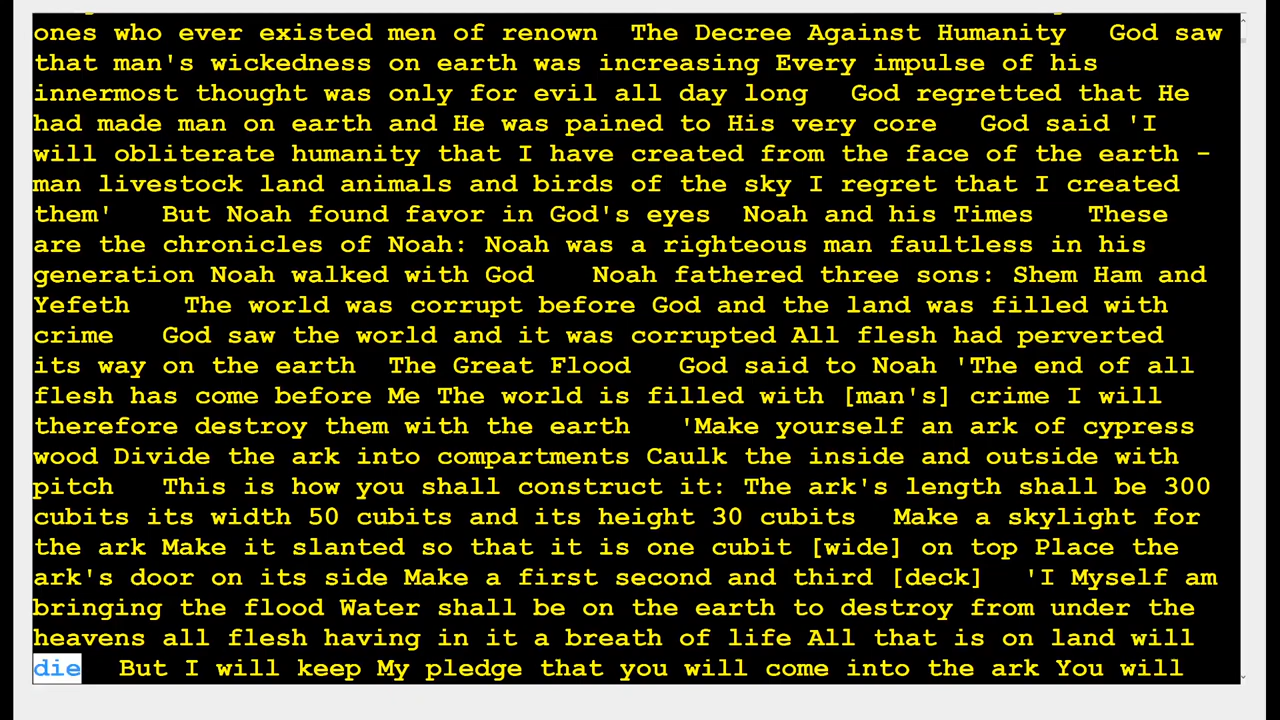 ones who ever existed men of renown The Decree Against Humanity God saw
that man's wickedness on earth was increasing Every impulse of his
innermost thought was only for evil all day long God regretted that He
had made man on earth and He was pained to His very core God said 'I
will obliterate humanity that I have created from the face of the earth –
man livestock land animals and birds of the sky I regret that I created
them' But Noah found favor in God's eyes Noah and his Times These
are the chronicles of Noah: Noah was a righteous man faultless in his
generation Noah walked with God Noah fathered three sons: Shem Ham and
Yefeth The world was corrupt before God and the land was filled with
crime God saw the world and it was corrupted All flesh had perverted
its way on the earth The Great Flood God said to Noah 'The end of all
flesh has come before Me The world is filled with [man's] crime I will
therefore destroy them with the earth 'Make yourself an ark of cypress
wood Divide the ark into compartments Caulk the inside and outside with
pitch This is how you shall construct it: The ark's length shall be 300
cubits its width 50 cubits and its height 30 cubits Make a skylight for
the ark Make it slanted so that it is one cubit [wide] on top Place the
ark's door on its side Make a first second and third [deck] 'I Myself am
bringing the flood Water shall be on the earth to destroy from under the
heavens all flesh having in it a breath of life All that is on land will
die But I will keep My pledge that you will come into the ark You will